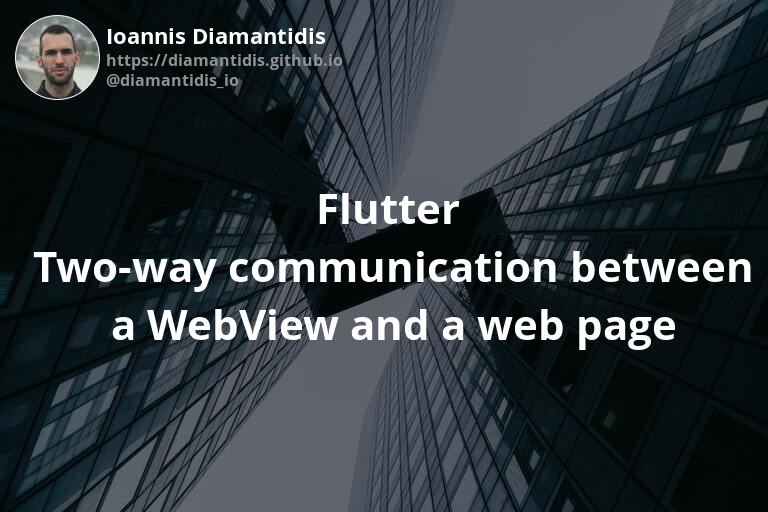 Ioannis Diamantidis
https://diamantidis.github.io
@diamantidis_io
Flutter
Two-way communication between
a WebView and a web page